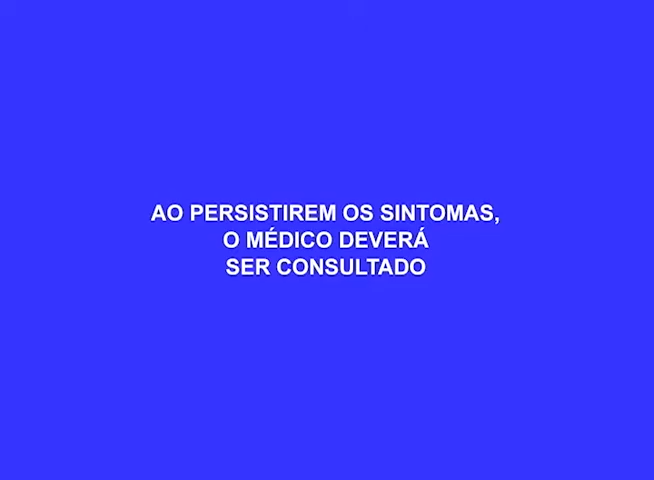 AO PERSISTIREM OS SINTOMAS,
O MÉDICO DEVERÁ
SER CONSULTADO